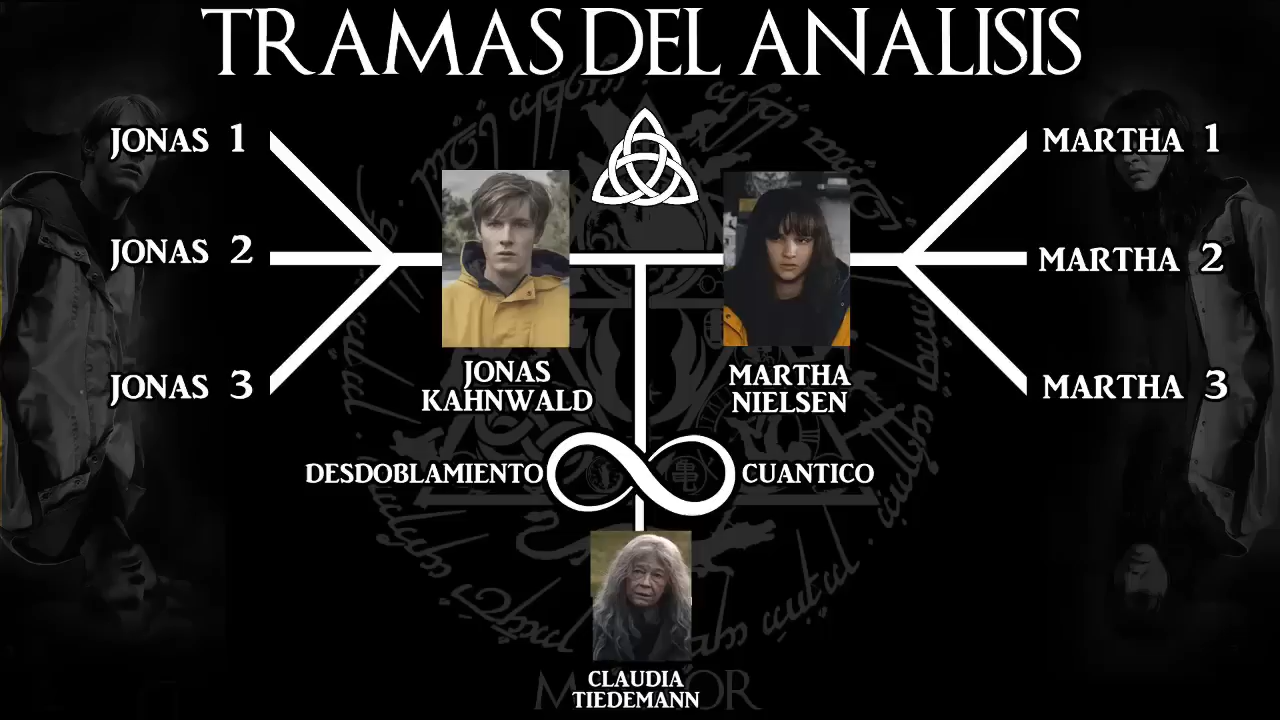 TRAMAS DEL ANALISIS
JONAS 1
JONAS 2
JONAS 3
MARTHA 1
MARTHA 2
MARTHA 3
JONAS
KAHNWALD
MARTHA
NIELSEN
DESDOBLAMIENTO
CUANTICO
CLAUDIA
TIEDEMANN